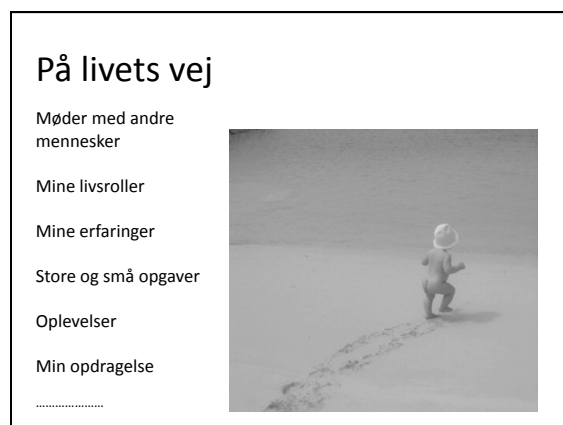 På livets vej
Møder med andre
mennesker
Mine livsroller
Mine erfaringer
Store og små opgaver
Oplevelser
Min opdragelse
…………………